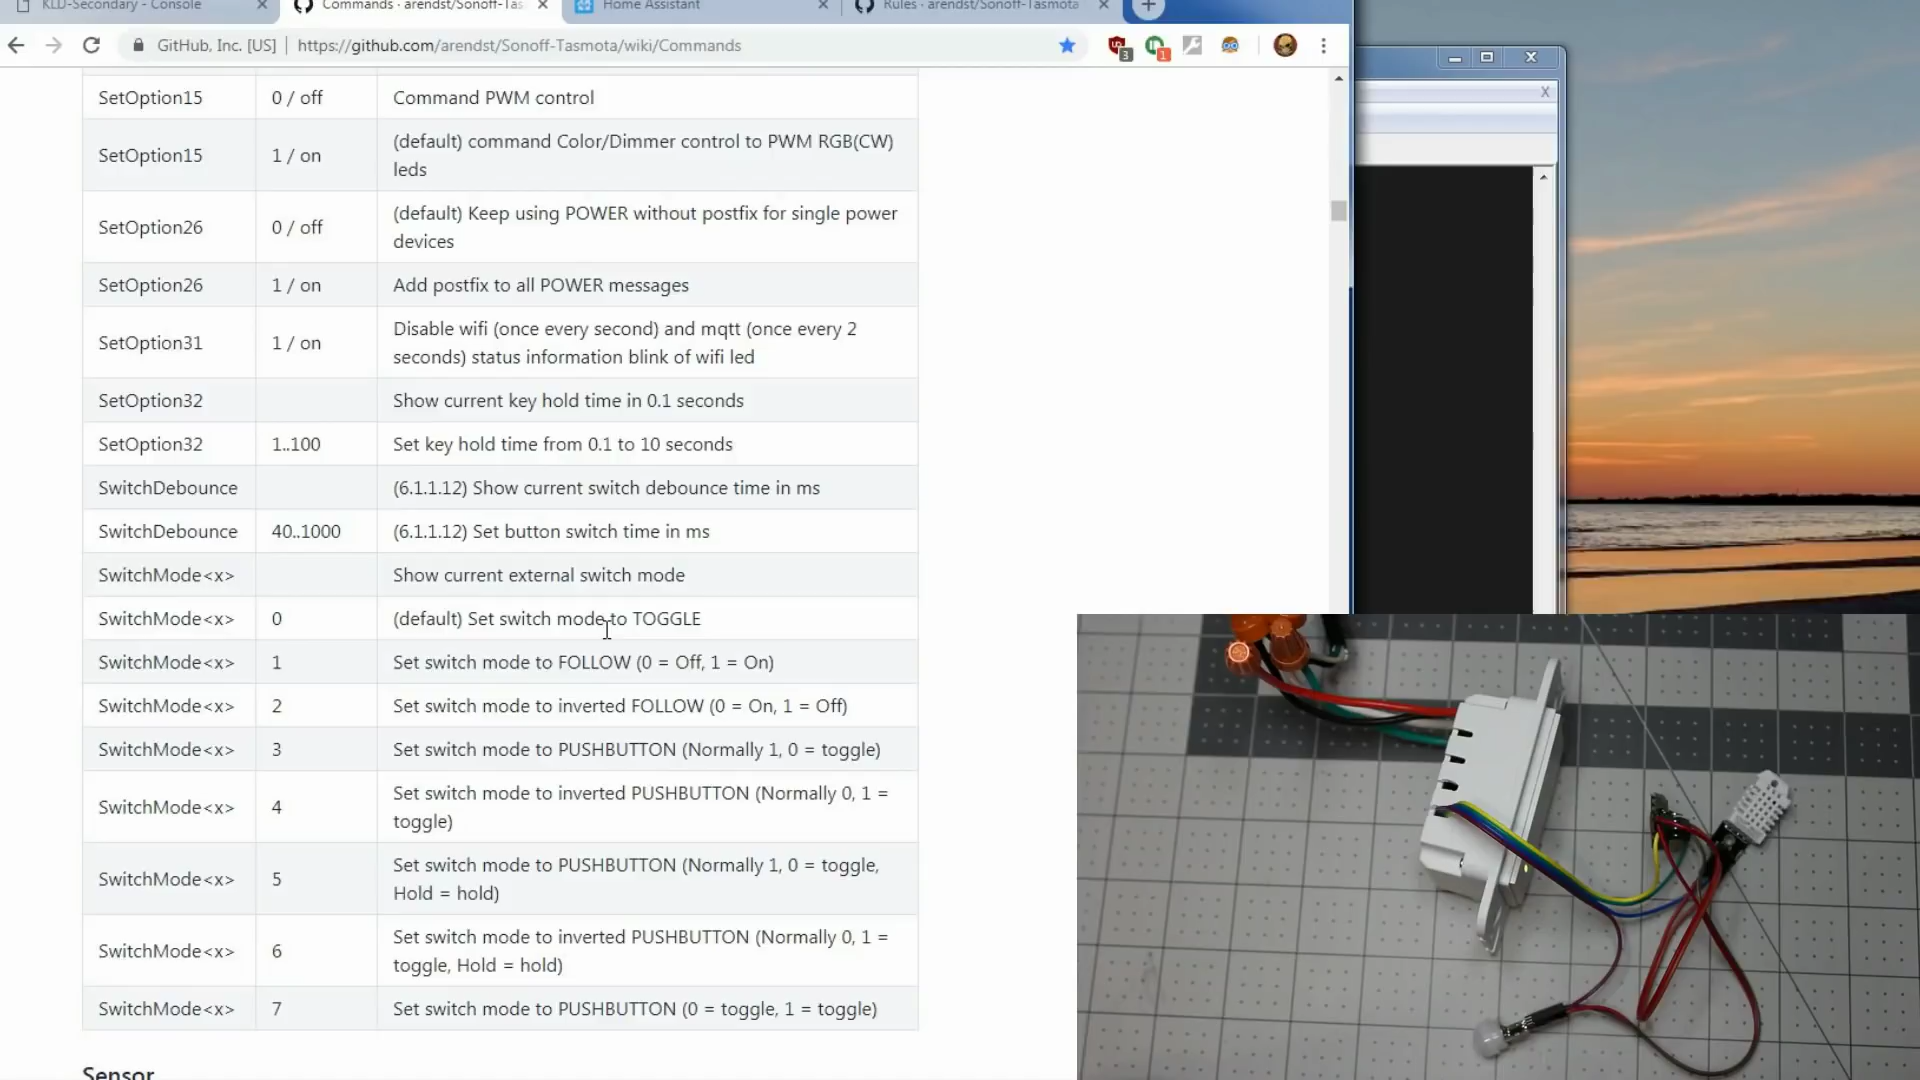 KLD-Secondary - Console
Commands · arendst/Sonoff-Tas
Home Assistant
Rules · arendst/Sonoff-Tasmota
GitHub, Inc. [US]
https://github.com/arendst/Sonoff-Tasmota/wiki/Commands
3
1
SetOption15 0 / off Command PWM control
SetOption15 1 / on (default) command Color/Dimmer control to PWM RGB(CW)
leds
SetOption26 0 / off (default) Keep using POWER without postfix for single power
devices
SetOption26 1 / on Add postfix to all POWER messages
SetOption31 1 / on Disable wifi (once every second) and mqtt (once every 2
seconds) status information blink of wifi led
SetOption32 Show current key hold time in 0.1 seconds
SetOption32 1..100 Set key hold time from 0.1 to 10 seconds
SwitchDebounce (6.1.1.12) Show current switch debounce time in ms
SwitchDebounce 40..1000 (6.1.1.12) Set button switch time in ms
SwitchMode<x> Show current external switch mode
SwitchMode<x> 0 (default) Set switch mode to TOGGLE
SwitchMode<x> 1 Set switch mode to FOLLOW (0 = Off, 1 = On)
SwitchMode<x> 2 Set switch mode to inverted FOLLOW (0 = On, 1 = Off)
SwitchMode<x> 3 Set switch mode to PUSHBUTTON (Normally 1, 0 = toggle)
SwitchMode<x> 4 Set switch mode to inverted PUSHBUTTON (Normally 0, 1 =
toggle)
SwitchMode<x> 5 Set switch mode to PUSHBUTTON (Normally 1, 0 = toggle,
Hold = hold)
SwitchMode<x> 6 Set switch mode to inverted PUSHBUTTON (Normally 0, 1 =
toggle, Hold = hold)
SwitchMode<x> 7 Set switch mode to PUSHBUTTON (0 = toggle, 1 = toggle)
Sensor